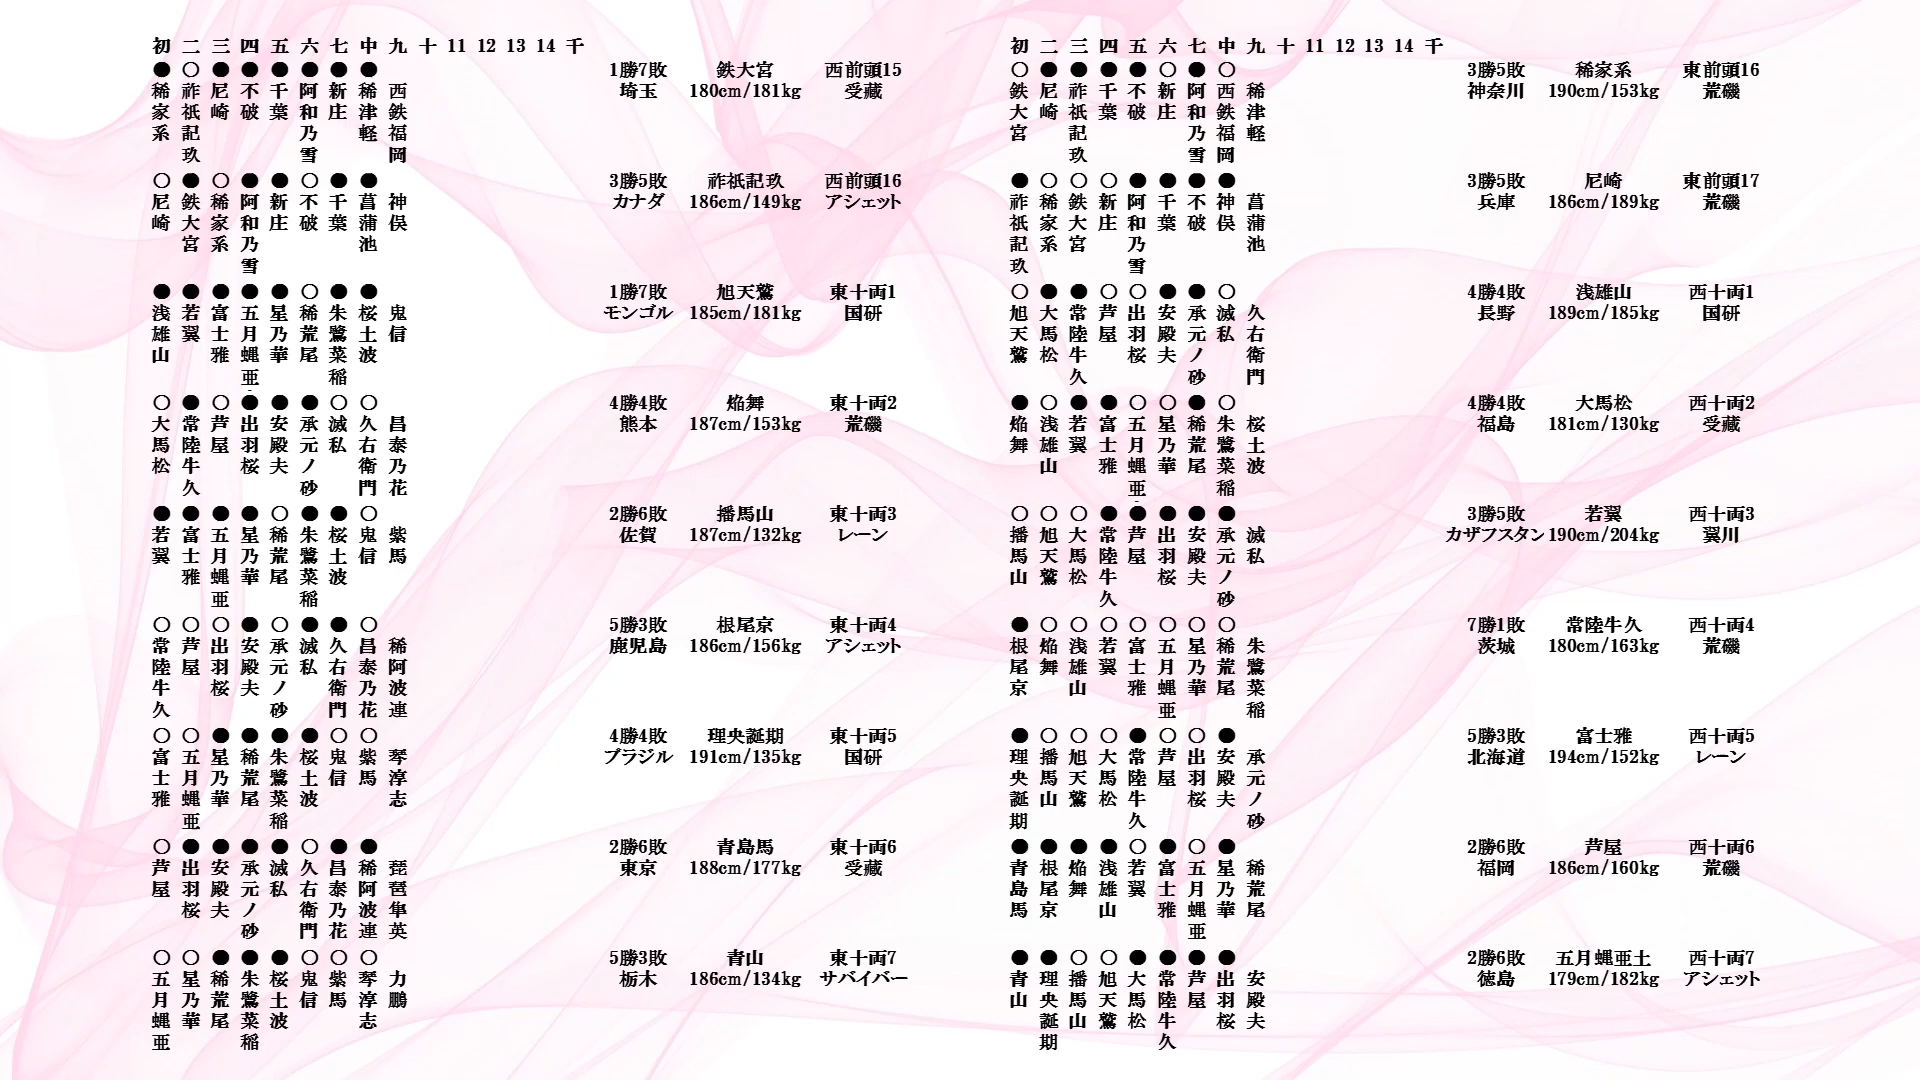 初 二 三 四 五 六 七 中 九 十 11 12 13 14 千
●○●●●●●●
稀家系 祚祇記玖 尼崎 不破 千葉 阿和乃雪 新庄 稀津軽 西鉄福岡
1勝7敗 鉄大宮 西前頭15
埼玉 180cm/181kg 受蔵
○●○●●○●●
尼崎 鉄大宮 稀家系 阿和乃雪 新庄 不破 千葉 菖蒲池 神俣
3勝5敗 祚祇記玖 西前頭16
カナダ 186cm/149kg アシェット
●●●●●○●●
浅雄山 若翼 富士雅 五月蝿亜 星乃華 稀荒尾 朱鷺菜稲 桜土波 鬼信
1勝7敗 旭天鷲 東十両1
モンゴル 185cm/181kg 国研
○●○●●●○○
大馬松 常陸牛久 芦屋 出羽桜 安殿夫 承元ノ砂 滅私 久右衛門 昌泰乃花
4勝4敗 焔舞 東十両2
熊本 187cm/153kg 荒磯
●●●●○●●○
若翼 富士雅 五月蝿亜 星乃華 稀荒尾 朱鷺菜稲 桜土波 鬼信 紫馬
2勝6敗 播馬山 東十両3
佐賀 187cm/132kg レーン
○○○●○●●○
常陸牛久 芦屋 出羽桜 安殿夫 承元ノ砂 滅私 久右衛門 昌泰乃花 稀阿波連
5勝3敗 根尾京 東十両4
鹿児島 186cm/156kg アシェット
○○●●●●○○
富士雅 五月蝿亜 星乃華 稀荒尾 朱鷺菜稲 桜土波 鬼信 紫馬 琴淳志
4勝4敗 理央誕期 東十両5
ブラジル 191cm/135kg 国研
○●●●●○●●
芦屋 出羽桜 安殿夫 承元ノ砂 滅私 久右衛門 昌泰乃花 稀阿波連 琵琶隼英
2勝6敗 青島馬 東十両6
東京 188cm/177kg 受蔵
○○●●●○○○
五月蝿亜 星乃華 稀荒尾 朱鷺菜稲 桜土波 鬼信 紫馬 琴淳志 力鵬
5勝3敗 青山 東十両7
栃木 186cm/134kg サバイバー
初 二 三 四 五 六 七 中 九 十 11 12 13 14 千
○●●●●○●○
鉄大宮 尼崎 祚祇記玖 千葉 不破 新庄 阿和乃雪 西鉄福岡 稀津軽
3勝5敗 稀家系 東前頭16
神奈川 190cm/153kg 荒磯
●○○○●●●●
祚祇記玖 稀家系 鉄大宮 新庄 阿和乃雪 千葉 不破 神俣 菖蒲池
3勝5敗 尼崎 東前頭17
兵庫 186cm/189kg 荒磯
○●●○○●●○
旭天鷲 大馬松 常陸牛久 芦屋 出羽桜 安殿夫 承元ノ砂 滅私 久右衛門
4勝4敗 浅雄山 西十両1
長野 189cm/185kg 国研
●○●●○○●○
焔舞 浅雄山 若翼 富士雅 五月蝿亜 星乃華 稀荒尾 朱鷺菜稲 桜土波
4勝4敗 大馬松 西十両2
福島 181cm/130kg 受蔵
○○○●●●●●
播馬山 旭天鷲 大馬松 常陸牛久 芦屋 出羽桜 安殿夫 承元ノ砂 滅私
3勝5敗 若翼 西十両3
カザフスタン 190cm/204kg 翼川
●○○○○○○○
根尾京 焔舞 浅雄山 若翼 富士雅 五月蝿亜 星乃華 稀荒尾 朱鷺菜稲
7勝1敗 常陸牛久 西十両4
茨城 180cm/163kg 荒磯
●○○○●○○●
理央誕期 播馬山 旭天鷲 大馬松 常陸牛久 芦屋 出羽桜 安殿夫 承元ノ砂
5勝3敗 富士雅 西十両5
北海道 194cm/152kg レーン
●●●●○●○●
青島馬 根尾京 焔舞 浅雄山 若翼 富士雅 五月蝿亜 星乃華 稀荒尾
2勝6敗 芦屋 西十両6
福岡 186cm/160kg 荒磯
●●○○●●●●
青山 理央誕期 播馬山 旭天鷲 大馬松 常陸牛久 芦屋 出羽桜 安殿夫
2勝6敗 五月蝿亜土 西十両7
徳島 179cm/182kg アシェット